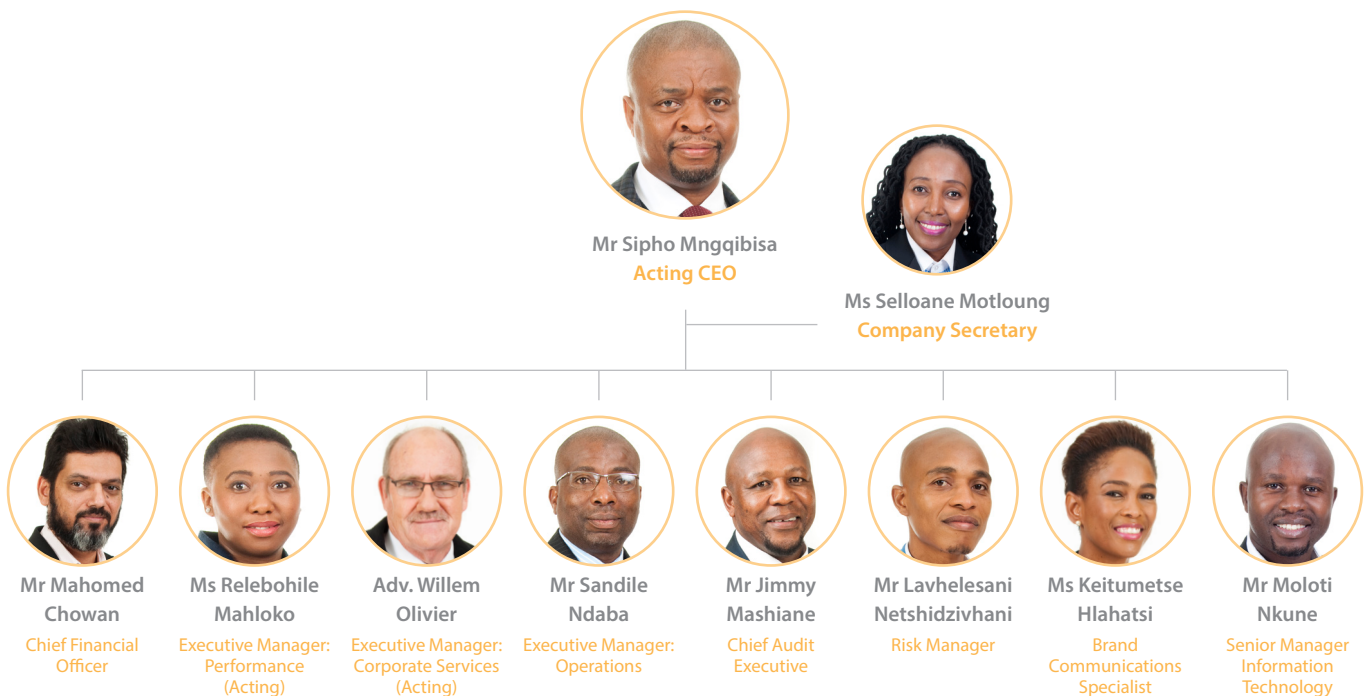 Mr Sipho Mngqibisa
Acting CEO
Ms Selloane Motloung
Company Secretary
Mr Mahomed
Chowan
Chief Financial
Officer
Ms Relebohile
Mahloko
Executive Manager:
Performance
(Acting)
Adv. Willem
Olivier
Executive Manager:
Corporate Services
(Acting)
Mr Sandile
Ndaba
Executive Manager:
Operations
Mr Jimmy
Mashiane
Chief Audit
Executive
Mr Lavhelesani
Netshidzivhani
Risk Manager
Ms Keitumetse
Hlahatsi
Brand
Communications
Specialist
Mr Moloti
Nkune
Senior Manager
Information
Technology